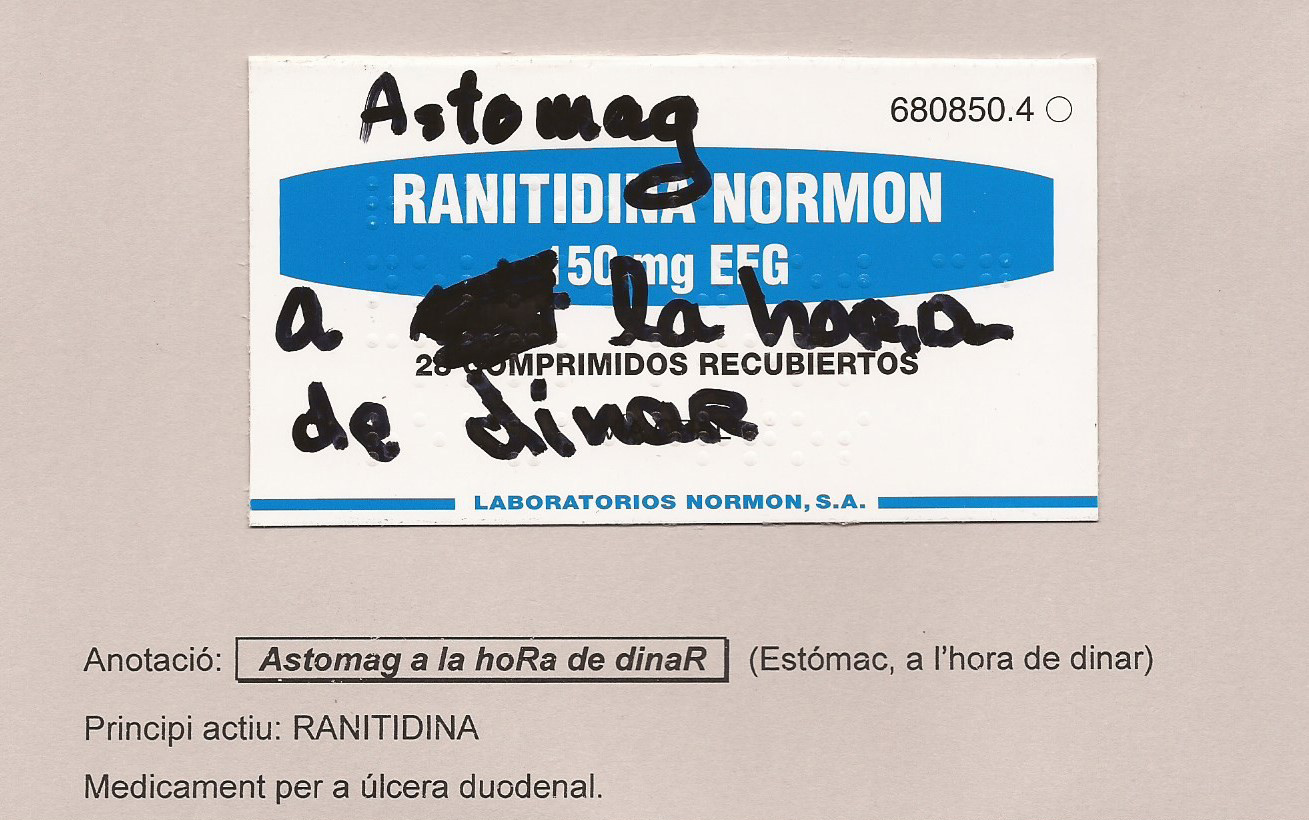 Astomag
680850.4
RANITIDINA NORMON
150 mg EFG
a la hoRa
28 COMPRIMIDOS RECUBIERTOS
de dinaR
LABORATORIOS NORMON, S.A.
Anotació: Astomag a la hoRa de dinaR (Estómac, a l'hora de dinar)
Principi actiu: RANITIDINA
Medicament per a úlcera duodenal.